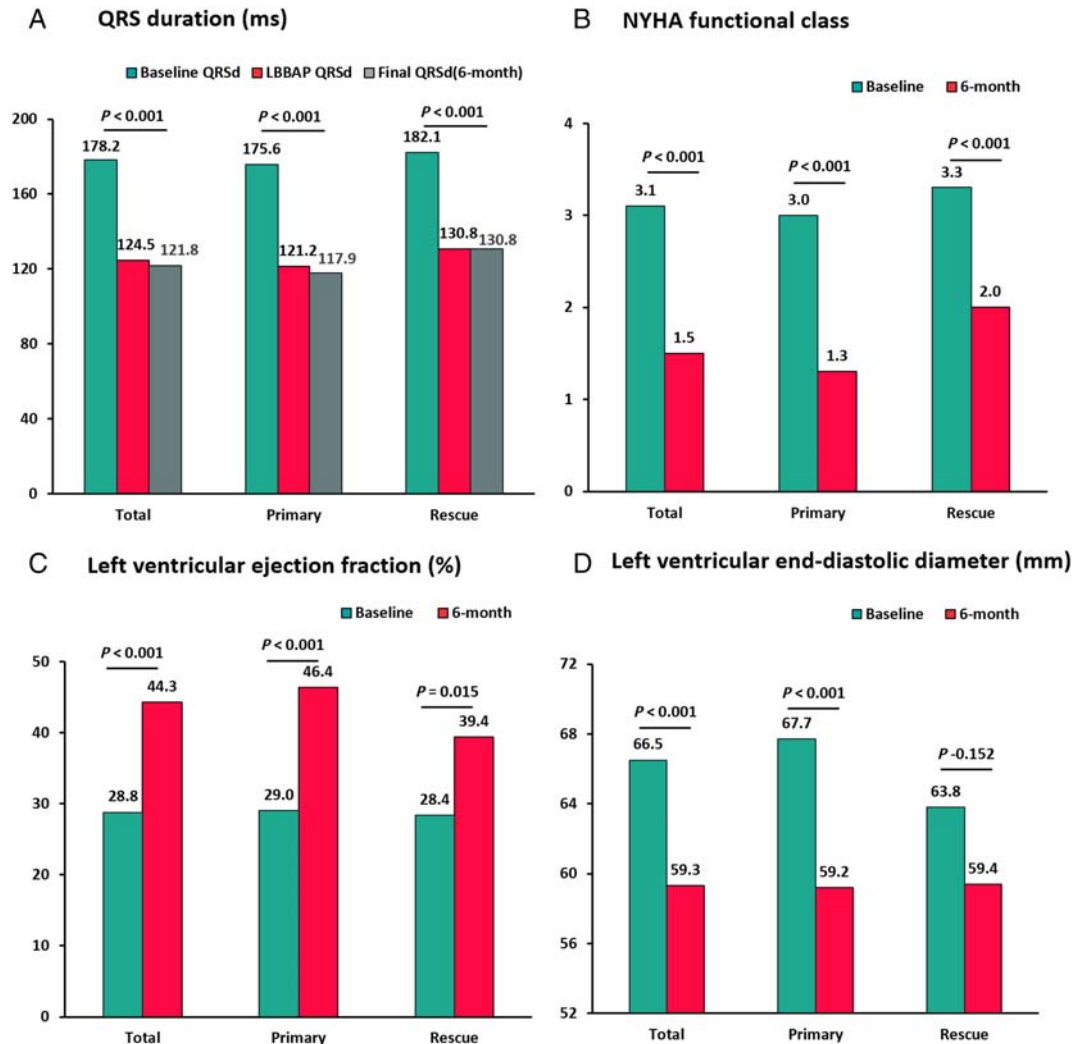 A QRS duration (ms)
Baseline QRSd LBBAP QRSd Final QRSd(6-month)
200
160
120
80
40
0
P < 0.001
P < 0.001
P < 0.001
178.2
124.5
121.8
175.6
121.2
117.9
182.1
130.8
130.8
Total Primary Rescue
B NYHA functional class
Baseline 6-month
4
3
2
1
0
P < 0.001
P < 0.001
P < 0.001
3.1
1.5
3.0
1.3
3.3
2.0
Total Primary Rescue
C Left ventricular ejection fraction (%)
Baseline 6-month
50
40
30
20
10
0
P < 0.001
P < 0.001
P = 0.015
28.8
44.3
29.0
46.4
28.4
39.4
Total Primary Rescue
D Left ventricular end-diastolic diameter (mm)
Baseline 6-month
72
68
64
60
56
52
P < 0.001
P < 0.001
P -0.152
66.5
59.3
67.7
59.2
63.8
59.4
Total Primary Rescue